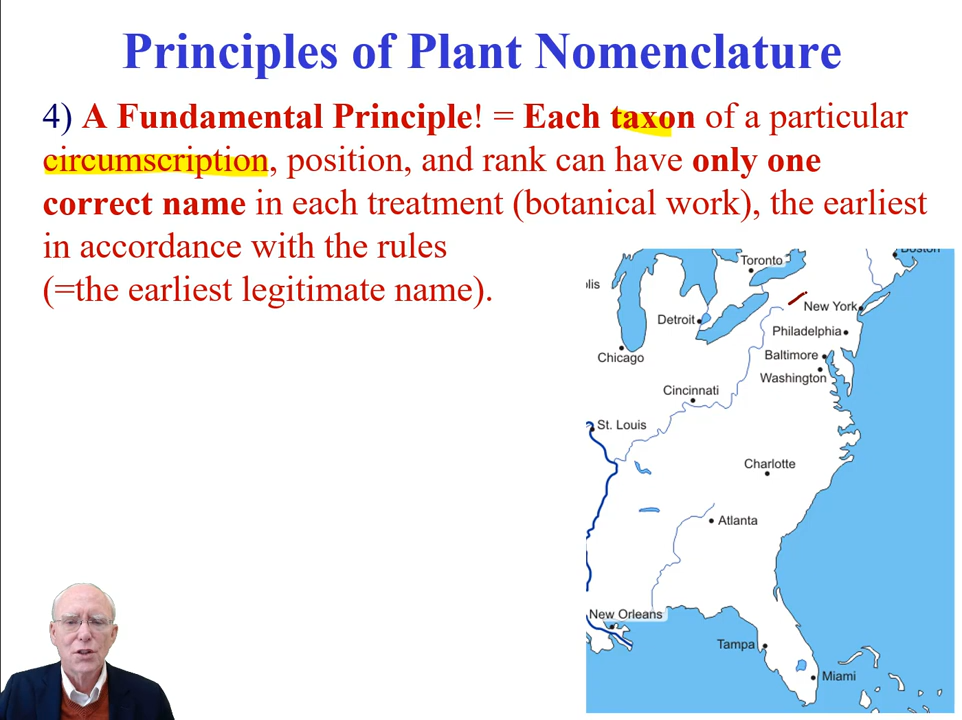 Principles of Plant Nomenclature
4) A Fundamental Principle! = Each taxon of a particular
circumscription, position, and rank can have only one
correct name in each treatment (botanical work), the earliest
in accordance with the rules
(=the earliest legitimate name).
Boston
Toronto
lis
New York
Detroit
Philadelphia
Chicago
Baltimore
Washington
Cincinnati
St. Louis
Charlotte
Atlanta
New Orleans
Tampa
Miami